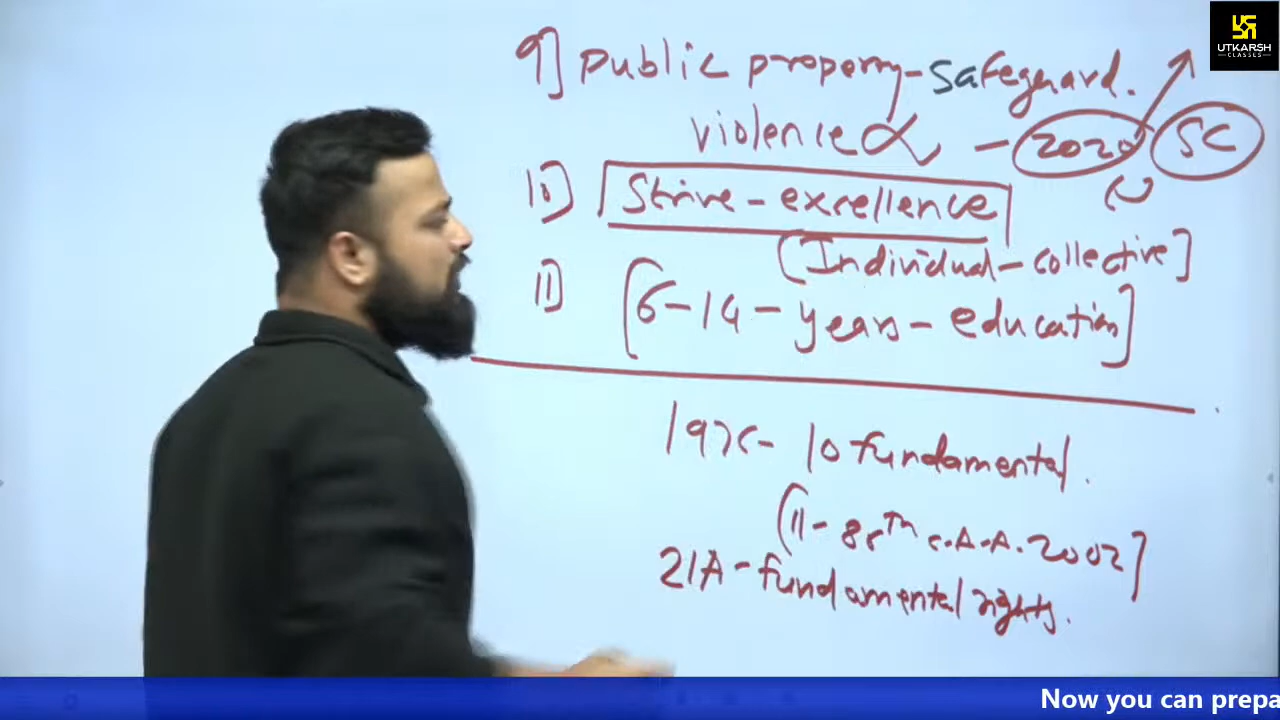 UTKARSH
CLASSES
9] Public property - Safeguard.
violence - 2020 SC
10] Strive - excellence
[Individual - collective]
11] [6-14 - years - education]
1976 - 10 fundamental.
[11 - 86th C.A.A. 2002]
21A - fundamental rights.
Now you can prepa